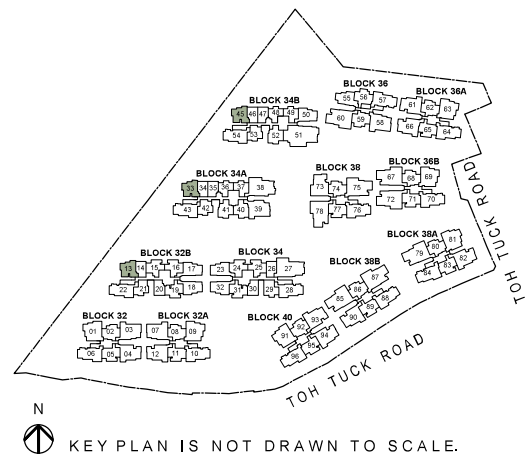 BLOCK 36
BLOCK 36A
55 56 57
61 62 63
60 59 58
66 65 64
BLOCK 34B
45 46 47 48 49 50
54 53 52 51
BLOCK 34A
33 34 35 36 37 38
43 42 41 40 39
BLOCK 38
73 74 75
78 77 76
BLOCK 36B
67 68 69
72 71 70
TOH TUCK ROAD
BLOCK 38A
79 80 81
84 83 82
BLOCK 32B
13 14 15 16 17
22 21 20 19 18
BLOCK 34
23 24 25 26 27
32 31 30 29 28
BLOCK 38B
85 86 87
90 89 88
BLOCK 32
01 02 03
06 05 04
BLOCK 32A
07 08 09
12 11 10
BLOCK 40
91 92 93
96 95 94
TOH TUCK ROAD
N
KEY PLAN IS NOT DRAWN TO SCALE.